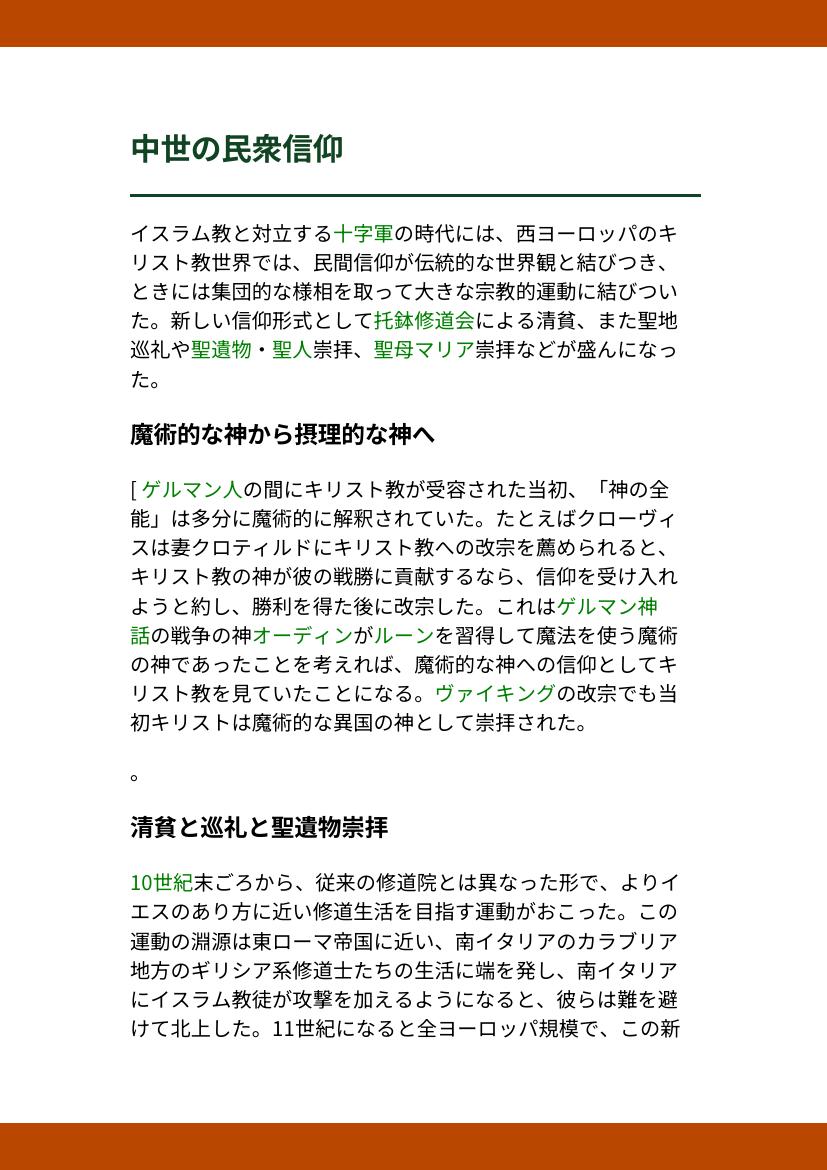 中世の民衆信仰
イスラム教と対立する十字軍の時代には、西ヨーロッパのキ
リスト教世界では、民間信仰が伝統的な世界観と結びつき、
ときには集団的な様相を取って大きな宗教的運動に結びつい
た。新しい信仰形式として托鉢修道会による清貧、また聖地
巡礼や聖遺物・聖人崇拝、聖母マリア崇拝などが盛んになっ
た。
魔術的な神から摂理的な神へ
[ ゲルマン人の間にキリスト教が受容された当初、「神の全
能」は多分に魔術的に解釈されていた。たとえばクローヴィ
スは妻クロティルドにキリスト教への改宗を薦められると、
キリスト教の神が彼の戦勝に貢献するなら、信仰を受け入れ
ようと約し、勝利を得た後に改宗した。これはゲルマン神
話の戦争の神オーディンがルーンを習得して魔法を使う魔術
の神であったことを考えれば、魔術的な神への信仰としてキ
リスト教を見ていたことになる。ヴァイキングの改宗でも当
初キリストは魔術的な異国の神として崇拝された。
。
清貧と巡礼と聖遺物崇拝
10世紀末ごろから、従来の修道院とは異なった形で、よりイ
エスのあり方に近い修道生活を目指す運動がおこった。この
運動の淵源は東ローマ帝国に近い、南イタリアのカラブリア
地方のギリシア系修道士たちの生活に端を発し、南イタリア
にイスラム教徒が攻撃を加えるようになると、彼らは難を避
けて北上した。11世紀になると全ヨーロッパ規模で、この新